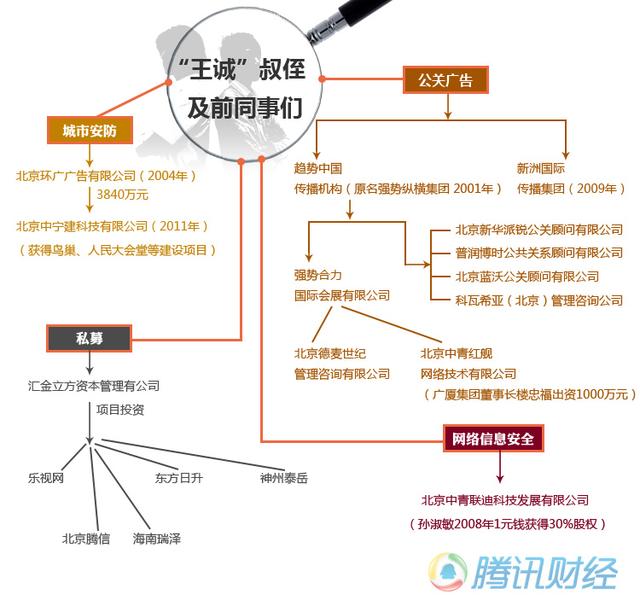 “王诚”叔侄
及前同事们
公关广告
趋势中国
传播机构（原名强势纵横集团 2001年）
新洲国际
传播集团（2009年）
北京新华派锐公关顾问有限公司
普润博时公共关系顾问有限公司
北京蓝沃公关顾问有限公司
科瓦希亚（北京）管理咨询公司
强势合力
国际会展有限公司
北京德麦世纪
管理咨询有限公司
北京中青红舰
网络技术有限公司
（广厦集团董事长楼忠福出资1000万元）
城市安防
北京环广广告有限公司（2004年）
3840万元
北京中宁建科技有限公司（2011年）
（获得鸟巢、人民大会堂等建设项目）
私募
汇金立方资本管理有公司
项目投资
乐视网
东方日升
神州泰岳
北京腾信
海南瑞泽
网络信息安全
北京中青联迪科技发展有限公司
（孙淑敏2008年1元钱获得30%股权）
腾讯财经